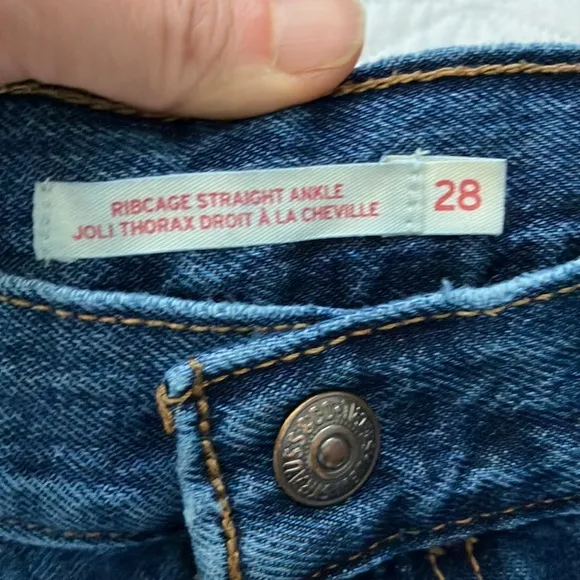 RIBCAGE STRAIGHT ANKLE
JOLI THORAX DROIT À LA CHEVILLE
28